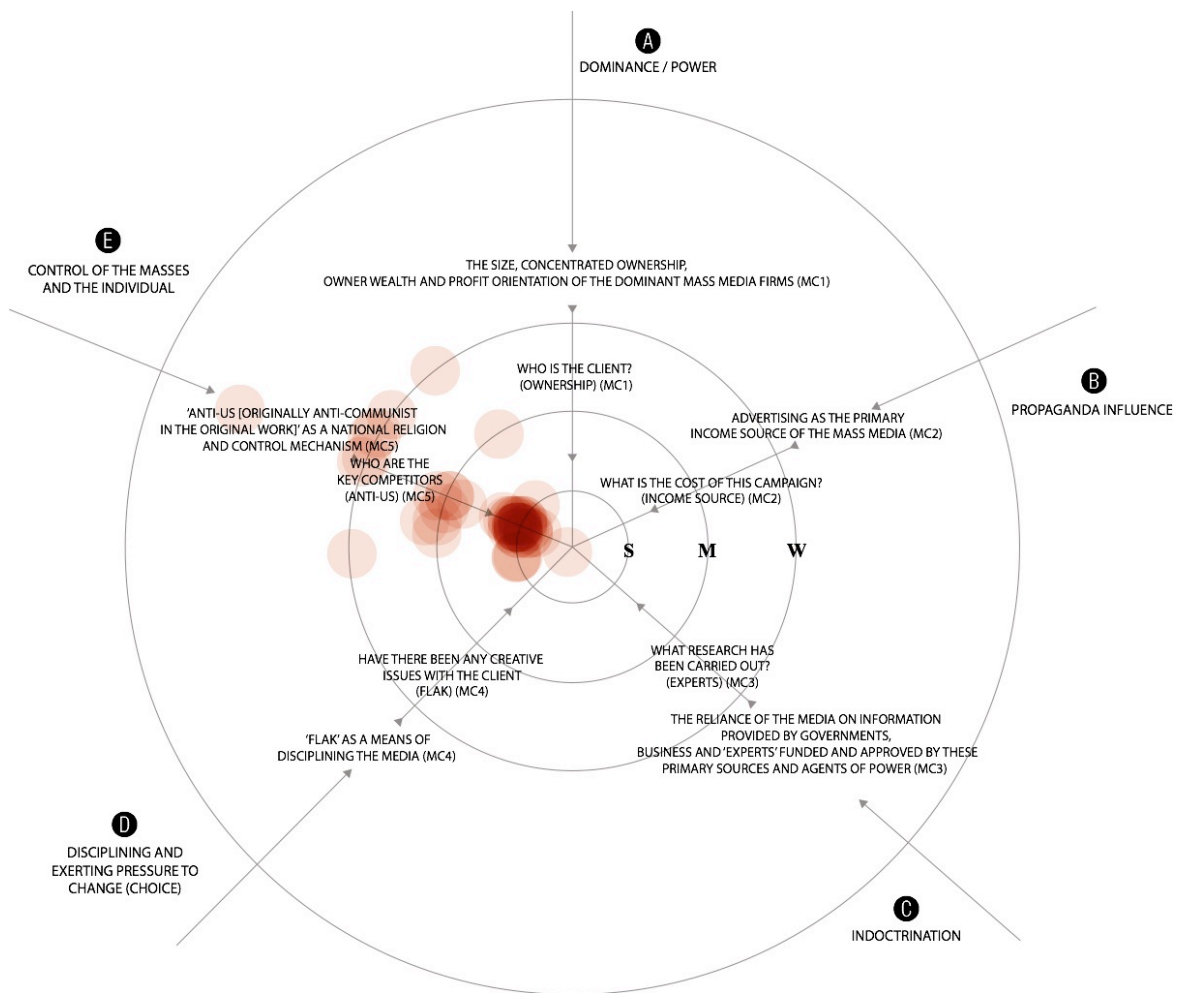 A
DOMINANCE / POWER
E
CONTROL OF THE MASSES
AND THE INDIVIDUAL
THE SIZE, CONCENTRATED OWNERSHIP,
OWNER WEALTH AND PROFIT ORIENTATION OF THE DOMINANT MASS MEDIA FIRMS (MC1)
WHO IS THE CLIENT?
(OWNERSHIP) (MC1)
B
PROPAGANDA INFLUENCE
ADVERTISING AS THE PRIMARY
INCOME SOURCE OF THE MASS MEDIA (MC2)
'ANTI-US [ORIGINALLY ANTI-COMMUNIST
IN THE ORIGINAL WORK]' AS A NATIONAL RELIGION
AND CONTROL MECHANISM (MC5)
WHO ARE THE
KEY COMPETITORS
(ANTI-US) (MC5)
WHAT IS THE COST OF THIS CAMPAIGN?
(INCOME SOURCE) (MC2)
S
M
W
HAVE THERE BEEN ANY CREATIVE
ISSUES WITH THE CLIENT
(FLAK) (MC4)
WHAT RESEARCH HAS
BEEN CARRIED OUT?
(EXPERTS) (MC3)
'FLAK' AS A MEANS OF
DISCIPLINING THE MEDIA (MC4)
THE RELIANCE OF THE MEDIA ON INFORMATION
PROVIDED BY GOVERNMENTS,
BUSINESS AND 'EXPERTS' FUNDED AND APPROVED BY THESE
PRIMARY SOURCES AND AGENTS OF POWER (MC3)
D
DISCIPLINING AND
EXERTING PRESSURE TO
CHANGE (CHOICE)
C
INDOCTRINATION